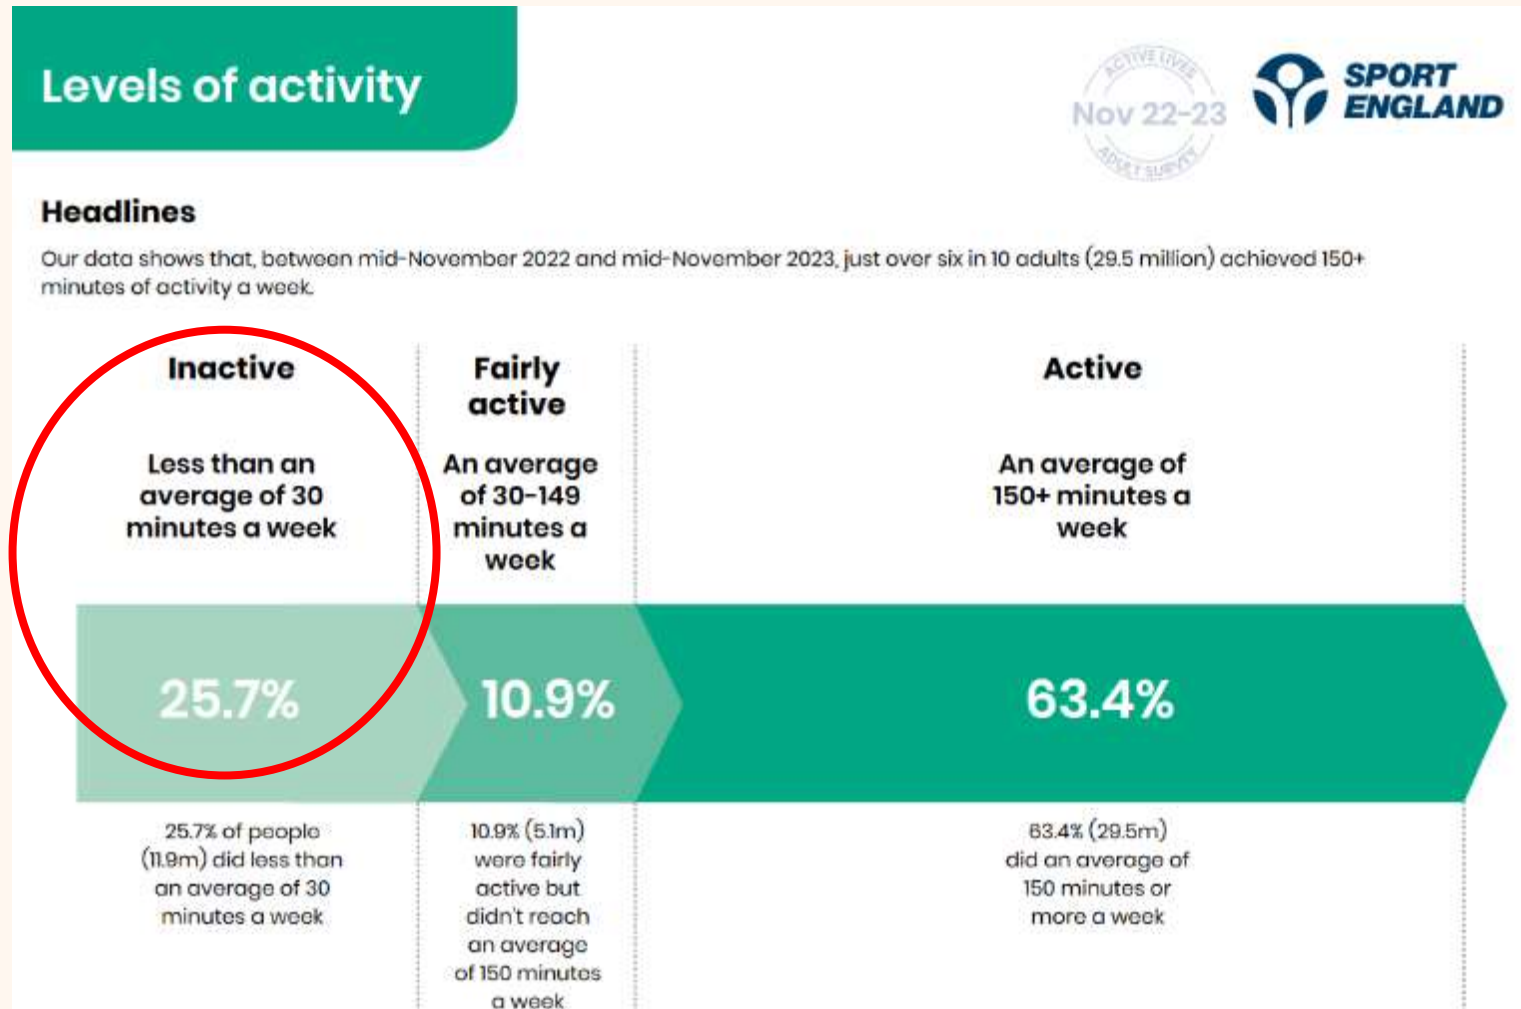 Levels of activity
ACTIVE LIVES
Nov 22-23
ADULT SURVEY
SPORT
ENGLAND
Headlines
Our data shows that, between mid-November 2022 and mid-November 2023, just over six in 10 adults (29.5 million) achieved 150+
minutes of activity a week.
Inactive
Less than an
average of 30
minutes a week
Fairly
active
An average
of 30-149
minutes a
week
Active
An average of
150+ minutes a
week
25.7%
10.9%
63.4%
25.7% of people
(11.9m) did less than
an average of 30
minutes a week
10.9% (5.1m)
were fairly
active but
didn't reach
an average
of 150 minutes
a week
63.4% (29.5m)
did an average of
150 minutes or
more a week